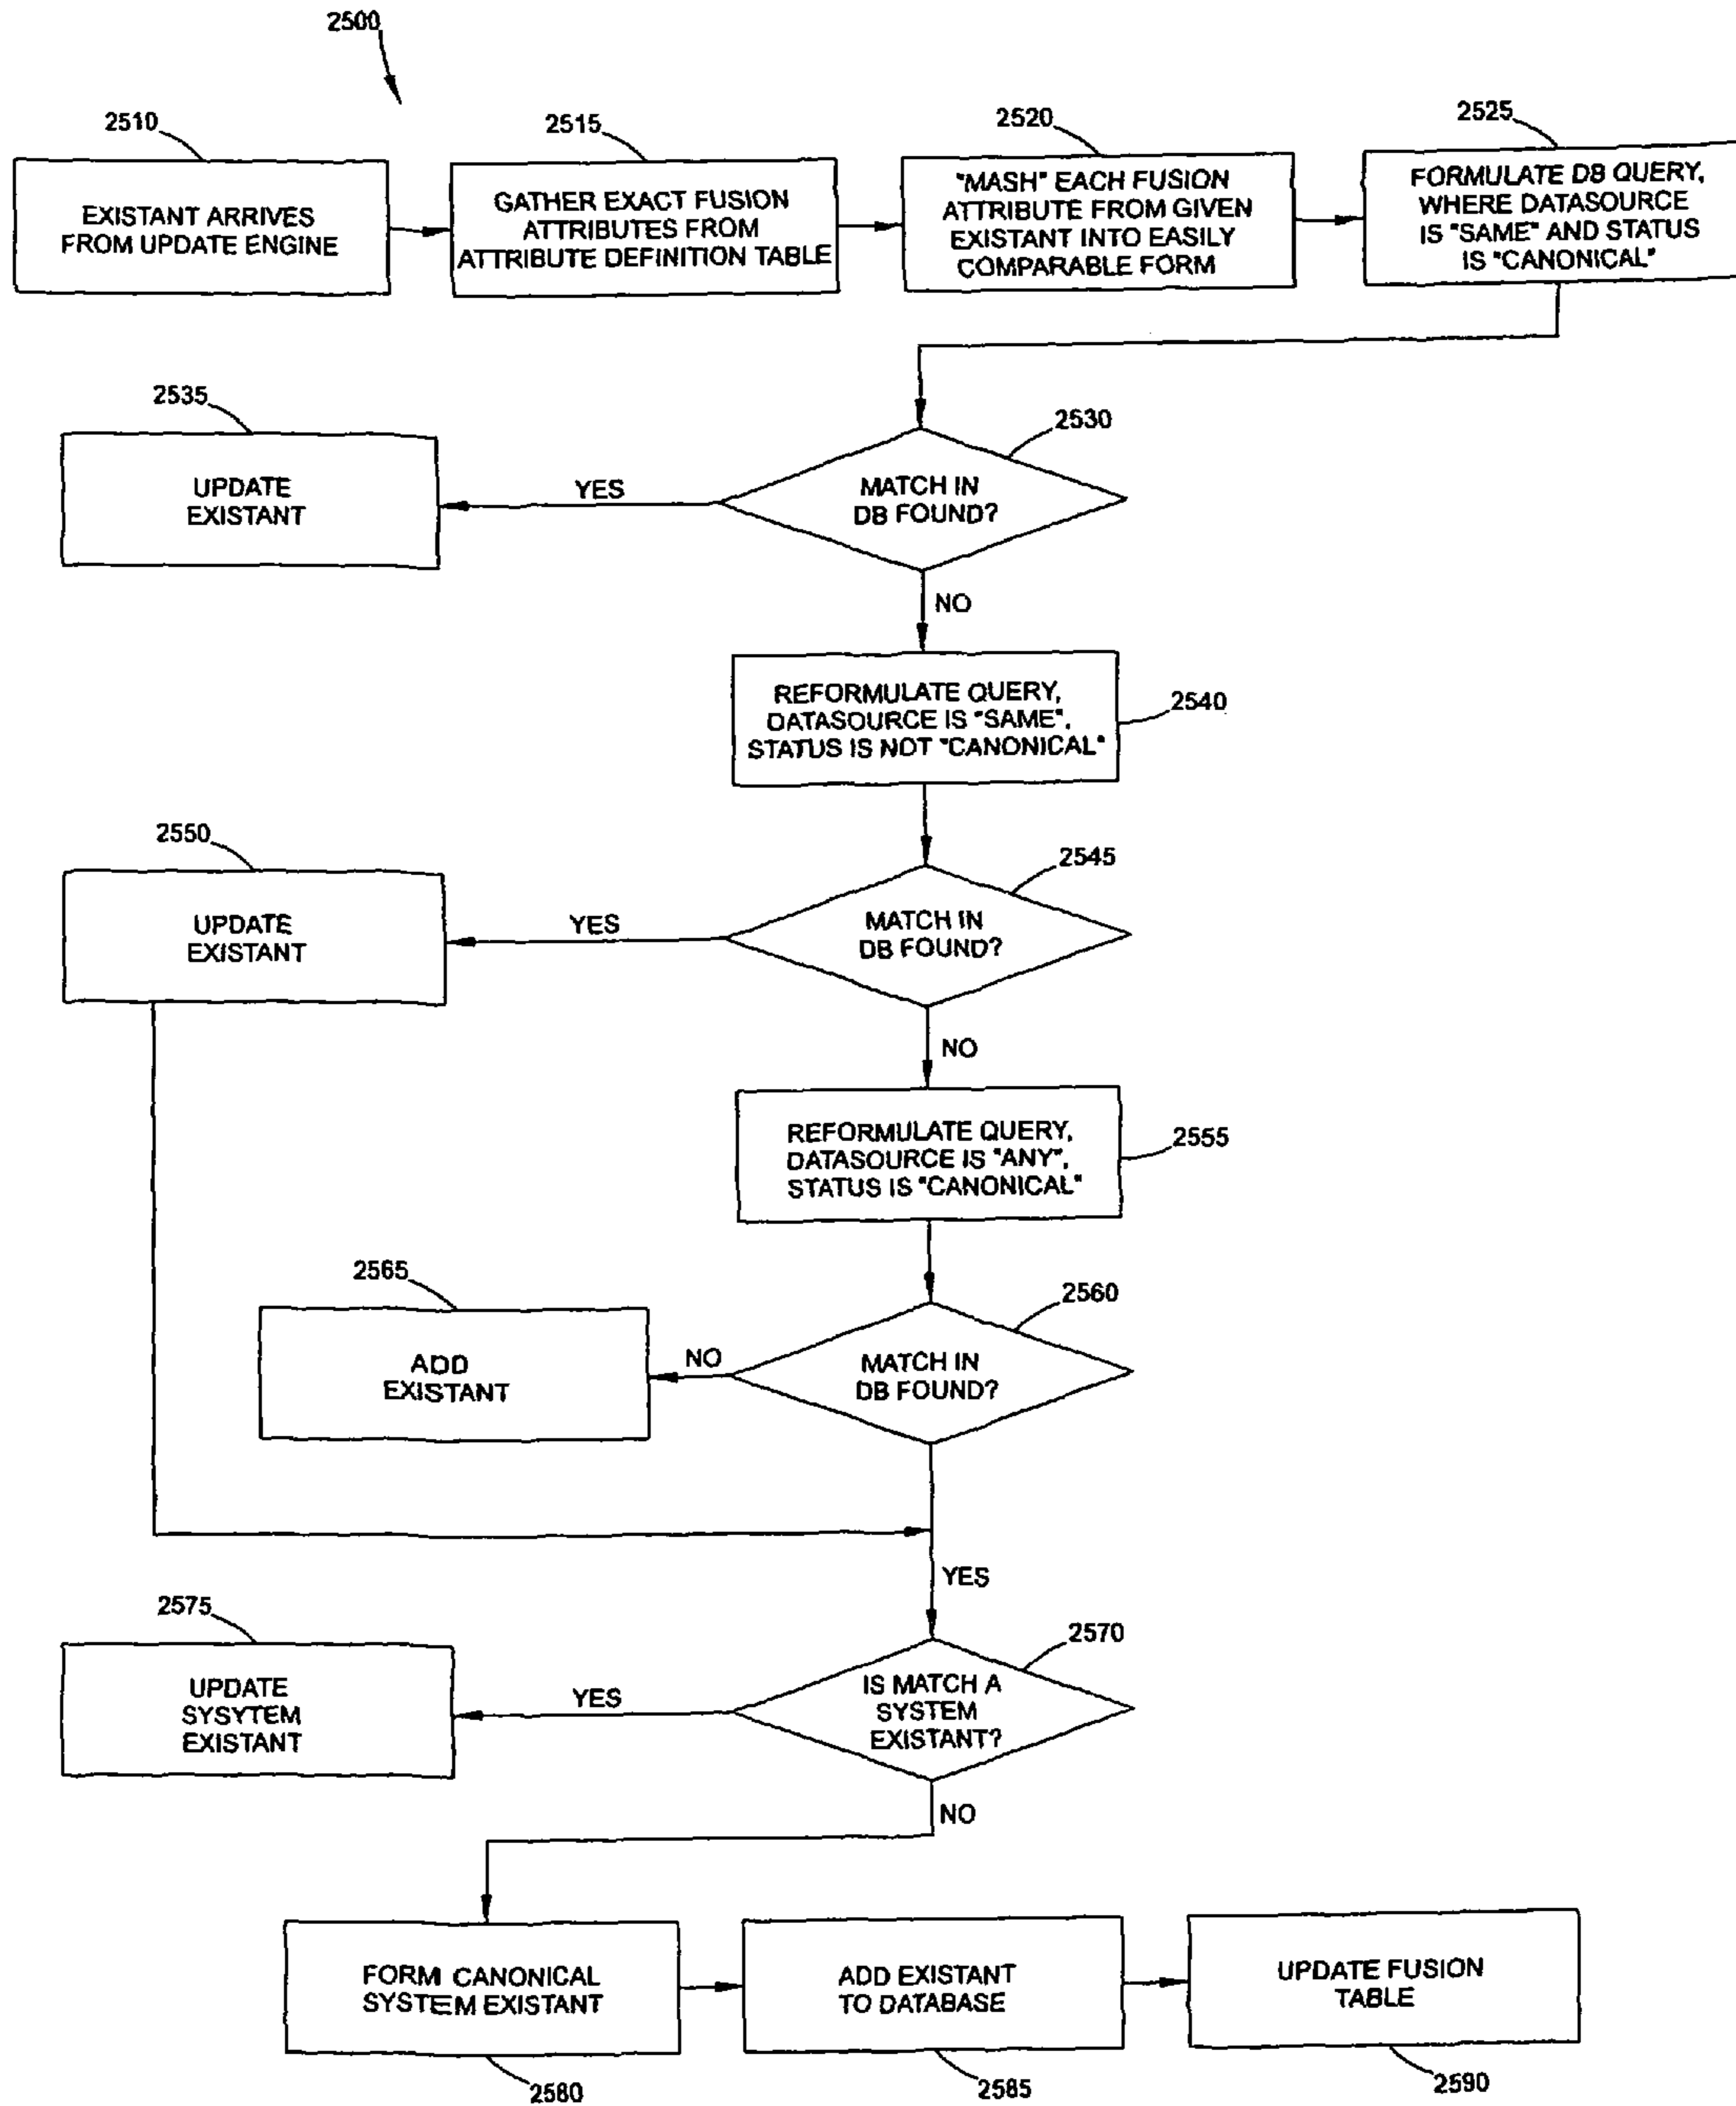 2500
2510
EXISTANT ARRIVES
FROM UPDATE ENGINE
2515
GATHER EXACT FUSION
ATTRIBUTES FROM
ATTRIBUTE DEFINITION TABLE
2520
"MASH" EACH FUSION
ATTRIBUTE FROM GIVEN
EXISTANT INTO EASILY
COMPARABLE FORM
2525
FORMULATE DB QUERY,
WHERE DATASOURCE
IS "SAME" AND STATUS
IS "CANONICAL"
2535
UPDATE
EXISTANT
YES
2530
MATCH IN
DB FOUND?
NO
REFORMULATE QUERY,
DATASOURCE IS "SAME",
STATUS IS NOT "CANONICAL"
2540
2550
UPDATE
EXISTANT
YES
2545
MATCH IN
DB FOUND?
NO
REFORMULATE QUERY,
DATASOURCE IS "ANY",
STATUS IS "CANONICAL"
2555
2565
ADD
EXISTANT
NO
2560
MATCH IN
DB FOUND?
YES
2575
UPDATE
SYSYTEM
EXISTANT
YES
2570
IS MATCH A
SYSTEM
EXISTANT?
NO
FORM CANONICAL
SYSTEM EXISTANT
2580
ADD EXISTANT
TO DATABASE
2585
UPDATE FUSION
TABLE
2590